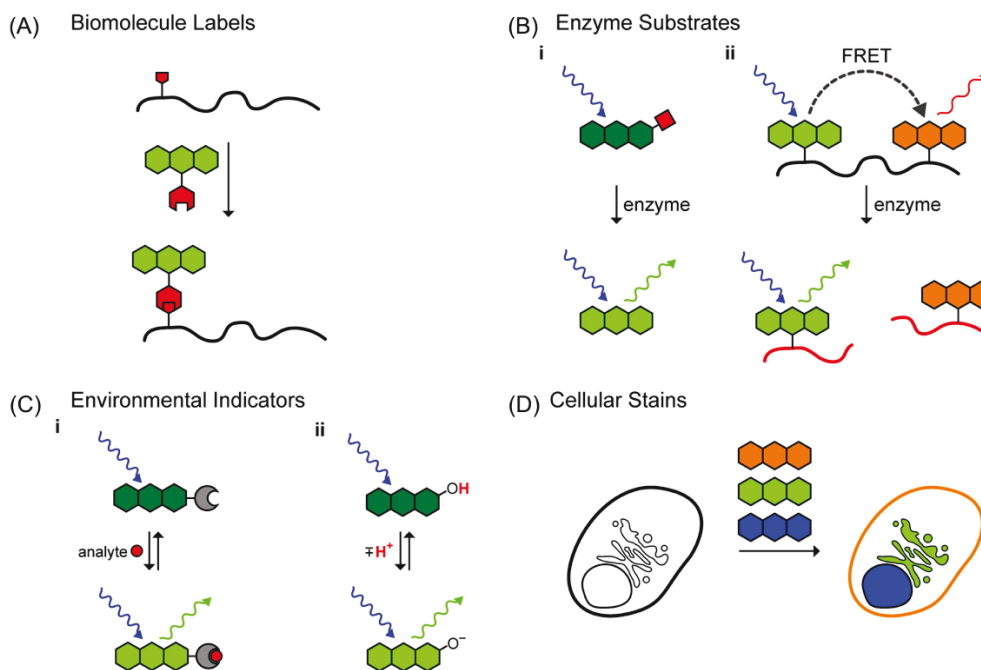 (A) Biomolecule Labels
(B) Enzyme Substrates
i
ii
FRET
enzyme
enzyme
(C) Environmental Indicators
i
ii
OH
analyte
∓H⁺
O⁻
(D) Cellular Stains